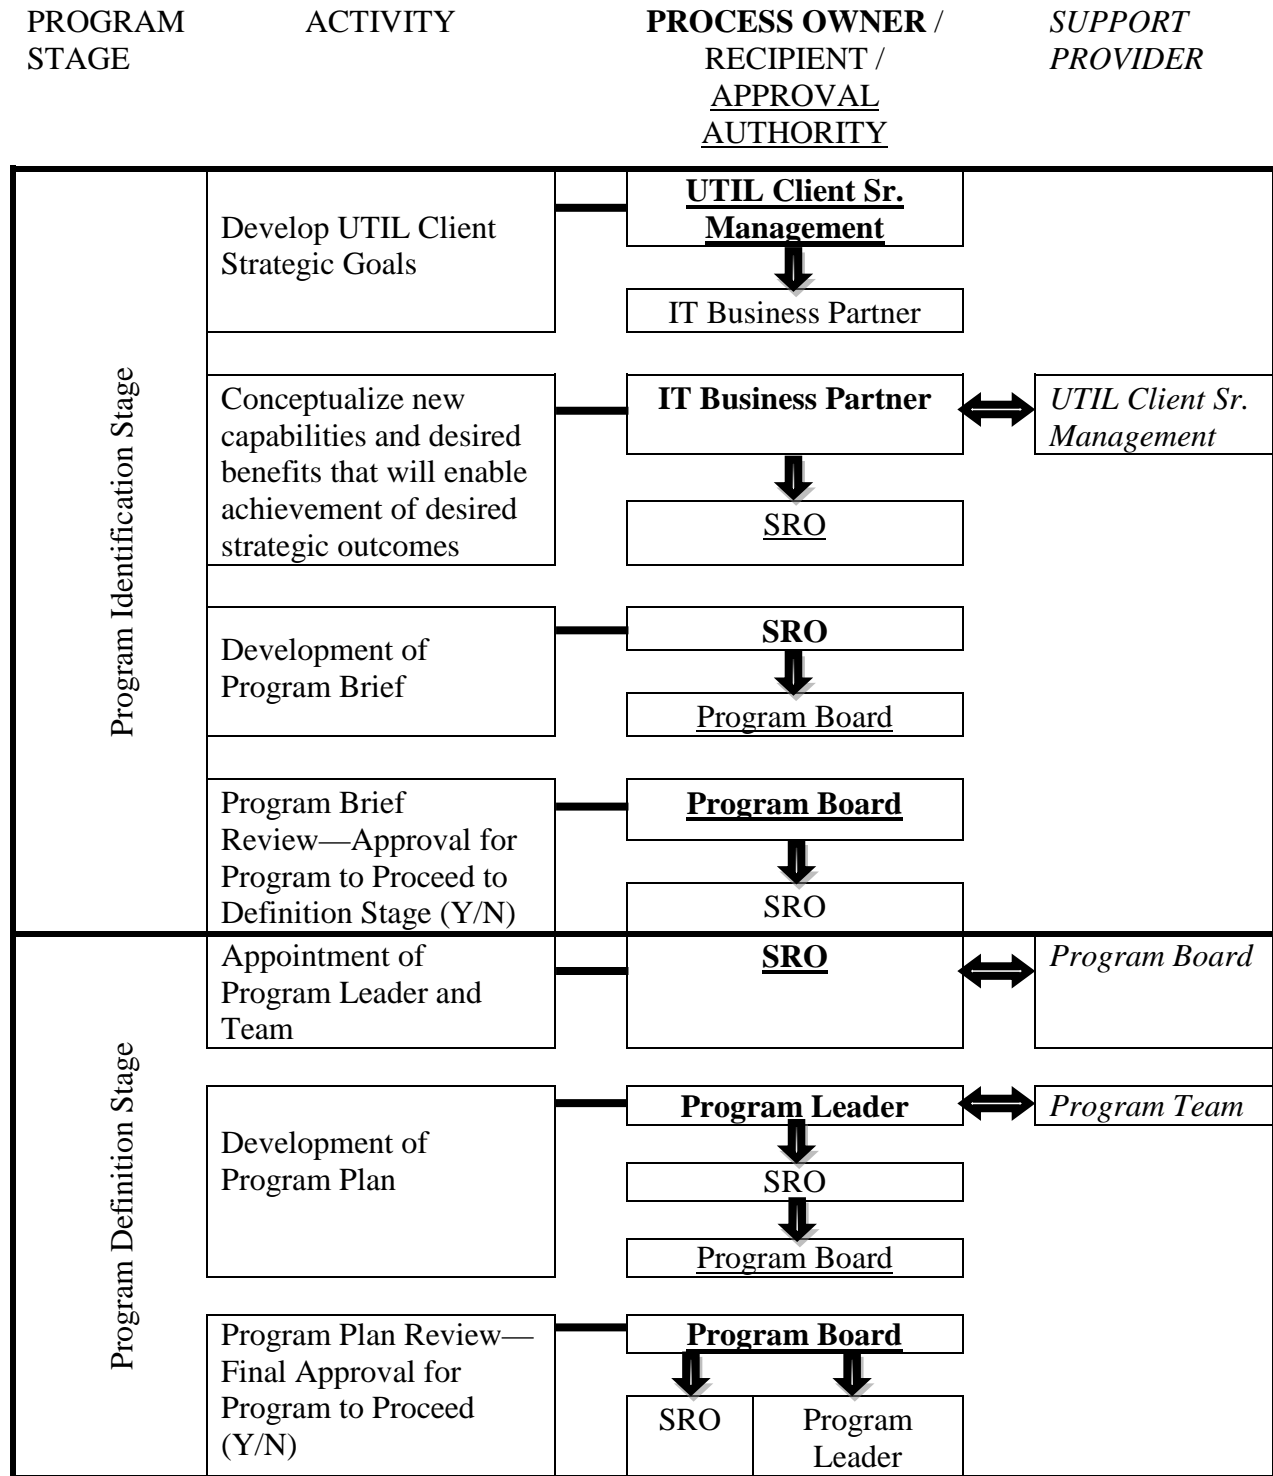 PROGRAM
STAGE
ACTIVITY
PROCESS OWNER /
RECIPIENT /
APPROVAL
AUTHORITY
SUPPORT
PROVIDER
Program Identification Stage
Develop UTIL Client
Strategic Goals
UTIL Client Sr.
Management
IT Business Partner
Conceptualize new
capabilities and desired
benefits that will enable
achievement of desired
strategic outcomes
IT Business Partner
SRO
UTIL Client Sr.
Management
Development of
Program Brief
SRO
Program Board
Program Brief
Review—Approval for
Program to Proceed to
Definition Stage (Y/N)
Program Board
SRO
Program Definition Stage
Appointment of
Program Leader and
Team
SRO
Program Board
Development of
Program Plan
Program Leader
SRO
Program Board
Program Team
Program Plan Review—
Final Approval for
Program to Proceed
(Y/N)
Program Board
SRO
Program
Leader